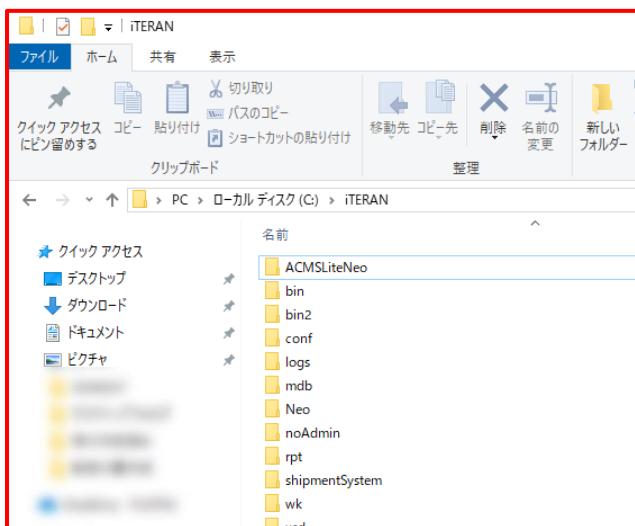 iTERAN
ファイル ホーム 共有 表示
クイック アクセス
にピン留めする
コピー
貼り付け
切り取り
パスのコピー
ショートカットの貼り付け
クリップボード
移動先
コピー先
削除
名前の
変更
整理
新しい
フォルダー
PC › ローカル ディスク (C:) › iTERAN
クイック アクセス
デスクトップ
ダウンロード
ドキュメント
ピクチャ
名前
ACMSLiteNeo
bin
bin2
conf
logs
mdb
Neo
noAdmin
rpt
shipmentSystem
wk